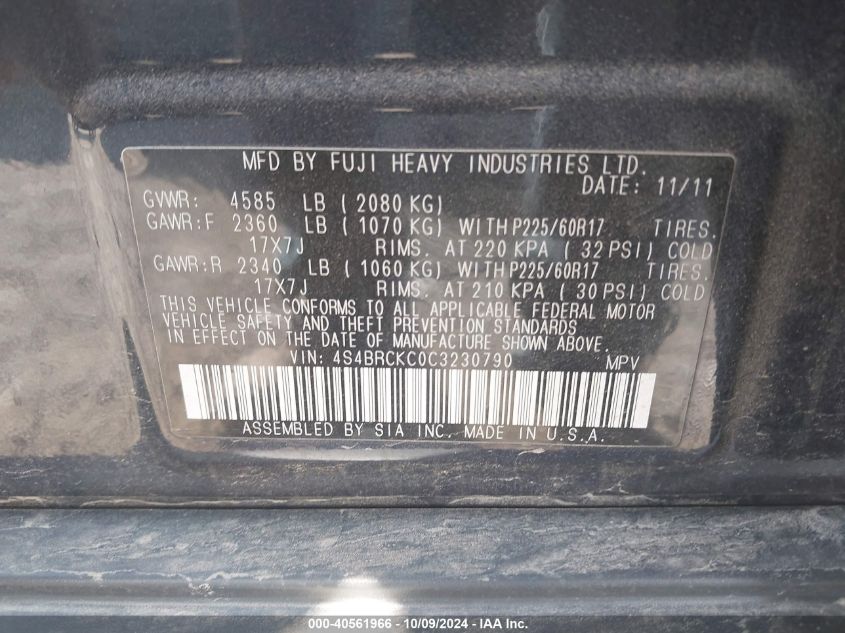 MFD BY FUJI HEAVY INDUSTRIES LTD.
DATE: 11/11
GVWR: 4585 LB (2080 KG)
GAWR:F 2360 LB (1070 KG) WITH P225/60R17 TIRES.
17X7J RIMS. AT 220 KPA (32 PSI) COLD
GAWR:R 2340 LB (1060 KG) WITH P225/60R17 TIRES.
17X7J RIMS. AT 210 KPA (30 PSI) COLD
THIS VEHICLE CONFORMS TO ALL APPLICABLE FEDERAL MOTOR
VEHICLE SAFETY AND THEFT PREVENTION STANDARDS
IN EFFECT ON THE DATE OF MANUFACTURE SHOWN ABOVE.
VIN: 4S4BRCKC0C3230790 MPV
ASSEMBLED BY SIA INC. MADE IN U.S.A.
000-40561966 - 10/09/2024 - IAA Inc.